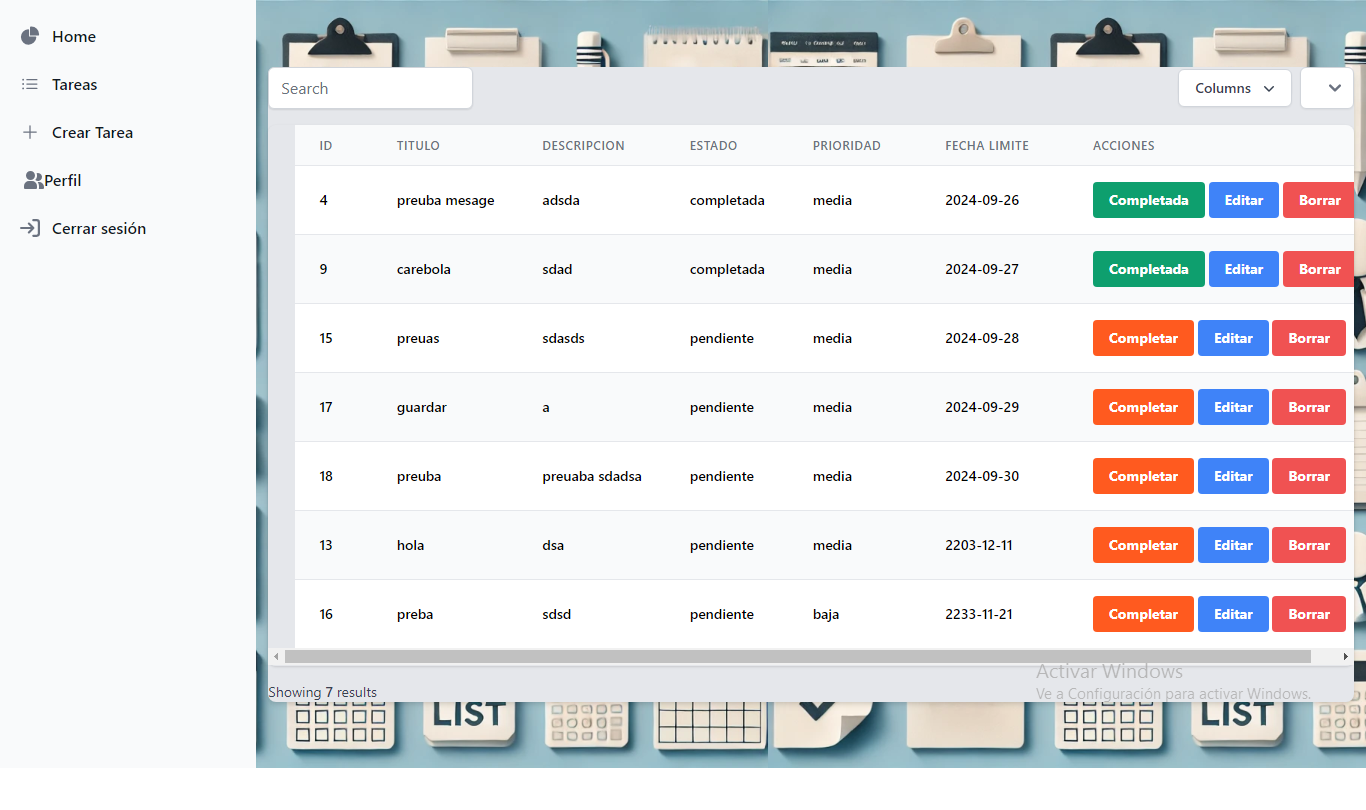 Home
Tareas
Crear Tarea
Perfil
Cerrar sesión
Search
Columns
ID TITULO DESCRIPCION ESTADO PRIORIDAD FECHA LIMITE ACCIONES
4 preuba mesage adsda completada media 2024-09-26 Completada Editar Borrar
9 carebola sdad completada media 2024-09-27 Completada Editar Borrar
15 preuas sdasds pendiente media 2024-09-28 Completar Editar Borrar
17 guardar a pendiente media 2024-09-29 Completar Editar Borrar
18 preuba preuaba sdadsa pendiente media 2024-09-30 Completar Editar Borrar
13 hola dsa pendiente media 2203-12-11 Completar Editar Borrar
16 preba sdsd pendiente baja 2233-11-21 Completar Editar Borrar
Activar Windows
Showing 7 results
Ve a Configuración para activar Windows.
LIST LIST